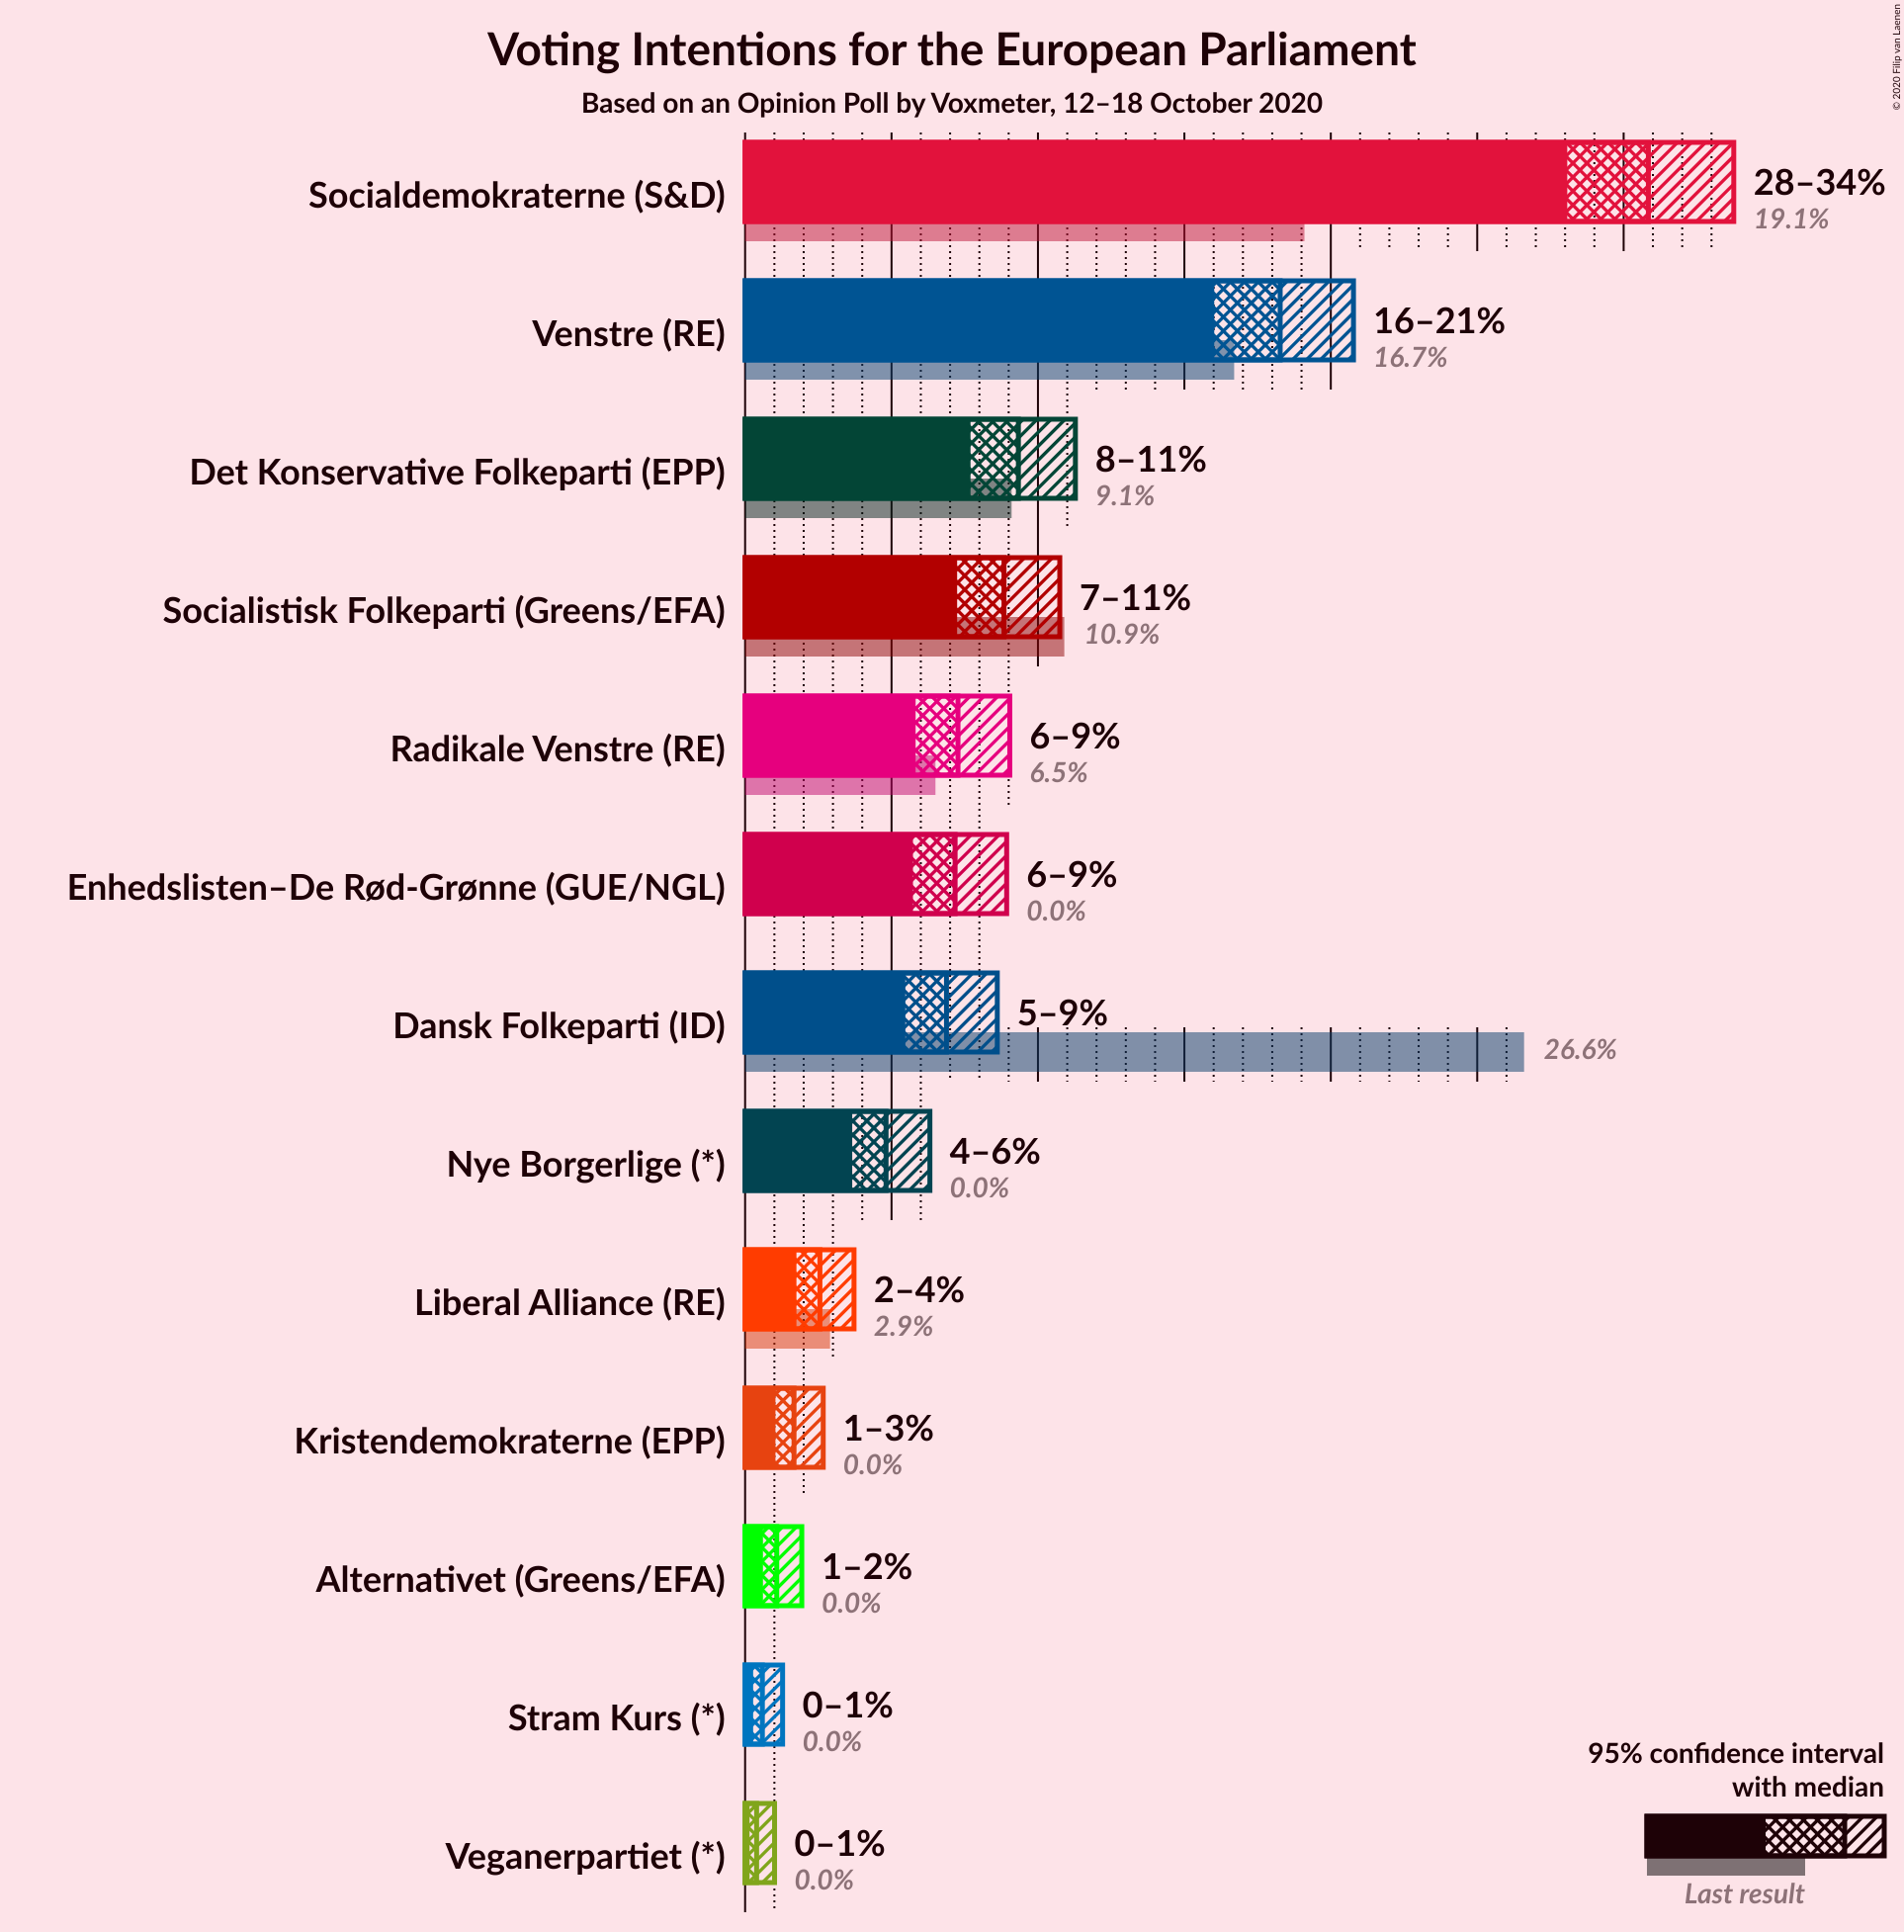 Voting Intentions for the European Parliament
Based on an Opinion Poll by Voxmeter, 12–18 October 2020
© 2020 Filip van Laenen
Socialdemokraterne (S&D)
28–34%
19.1%
Venstre (RE)
16–21%
16.7%
Det Konservative Folkeparti (EPP)
8–11%
9.1%
Socialistisk Folkeparti (Greens/EFA)
7–11%
10.9%
Radikale Venstre (RE)
6–9%
6.5%
Enhedslisten–De Rød-Grønne (GUE/NGL)
6–9%
0.0%
Dansk Folkeparti (ID)
5–9%
26.6%
Nye Borgerlige (*)
4–6%
0.0%
Liberal Alliance (RE)
2–4%
2.9%
Kristendemokraterne (EPP)
1–3%
0.0%
Alternativet (Greens/EFA)
1–2%
0.0%
Stram Kurs (*)
0–1%
0.0%
Veganerpartiet (*)
0–1%
0.0%
95% confidence interval
with median
Last result